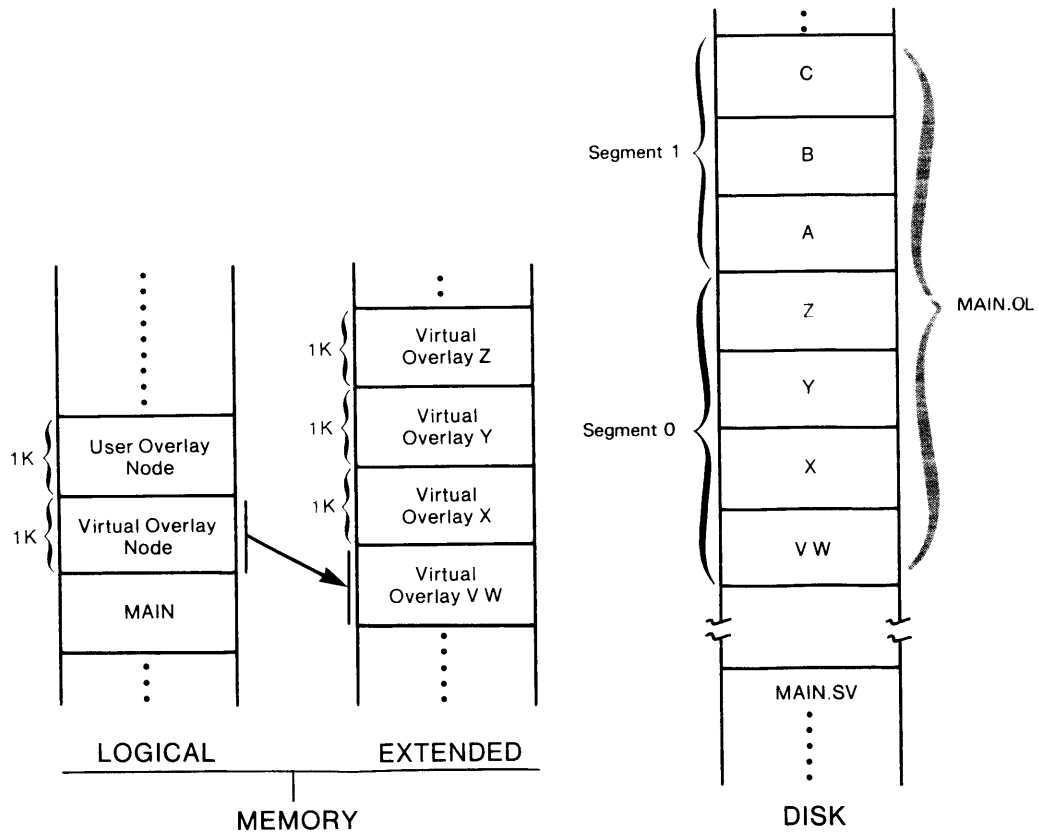 C
Segment 1
B
A
Z
MAIN.OL
Y
Segment 0
X
V W
MAIN.SV
DISK
1K
Virtual
Overlay Z
1K
Virtual
Overlay Y
1K
Virtual
Overlay X
Virtual
Overlay V W
1K
User Overlay
Node
1K
Virtual Overlay
Node
MAIN
LOGICAL
EXTENDED
MEMORY